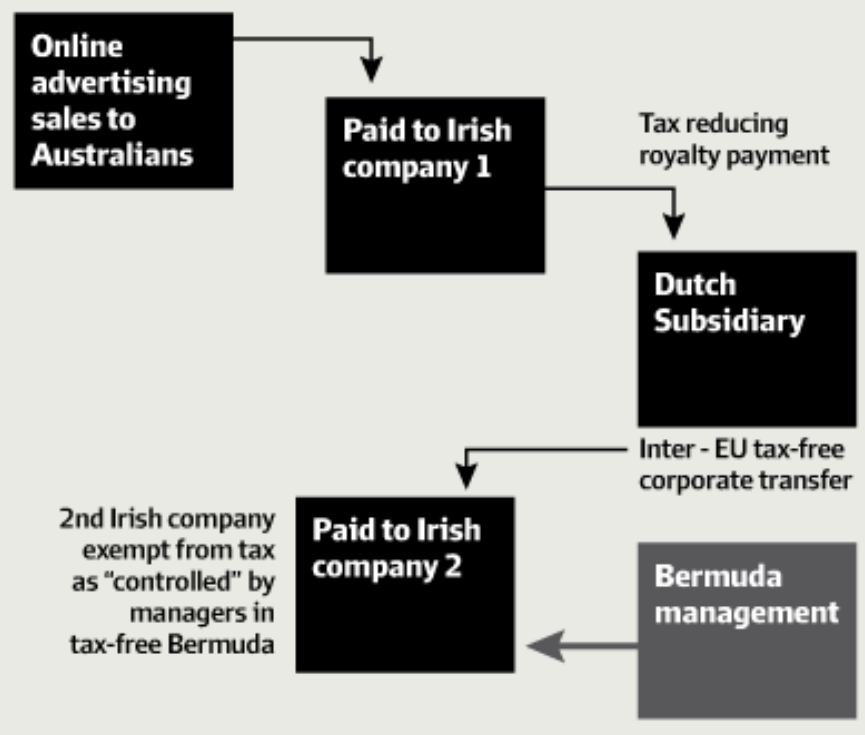 Online
advertising
sales to
Australians
Paid to Irish
company 1
Tax reducing
royalty payment
Dutch
Subsidiary
Inter - EU tax-free
corporate transfer
2nd Irish company
exempt from tax
as “controlled” by
managers in
tax-free Bermuda
Paid to Irish
company 2
Bermuda
management